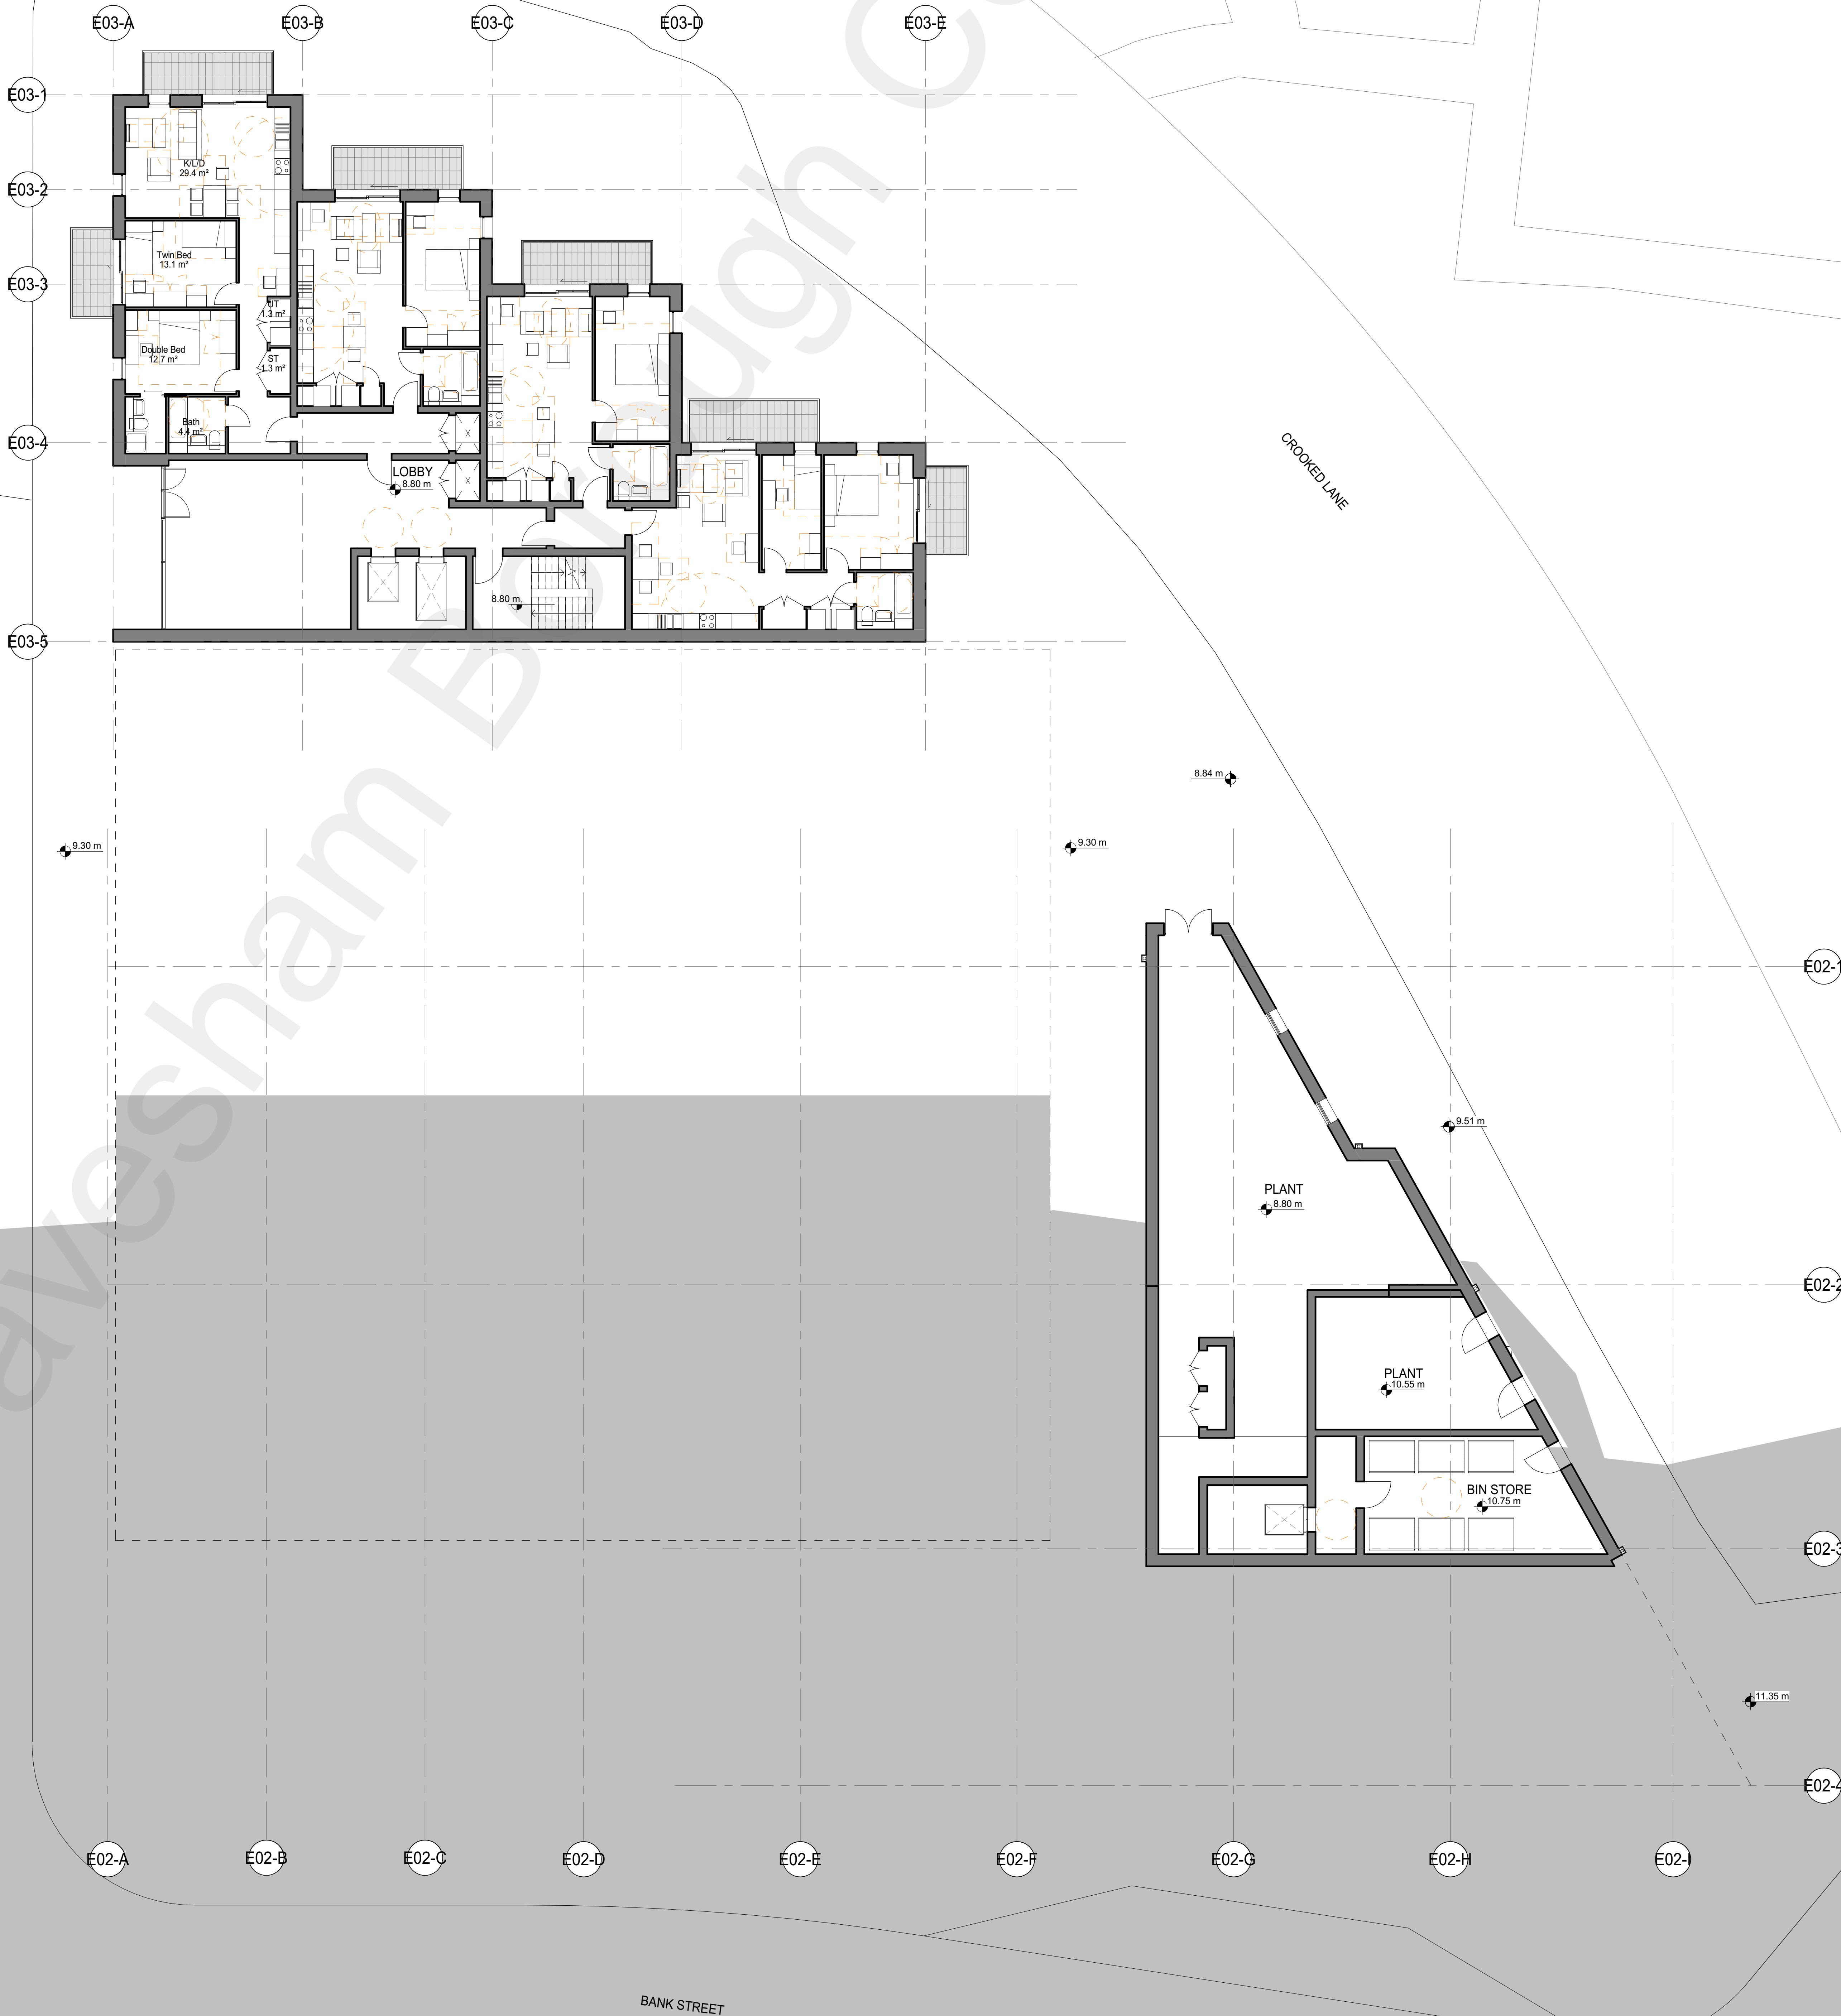 E03-A
E03-B
E03-C
E03-D
E03-E
E03-1
E03-2
E03-3
E03-4
E03-5
K/L/D
29.4 m²
Twin Bed
13.1 m²
UT
1.3 m²
Double Bed
12.7 m²
ST
1.3 m²
Bath
4.4 m²
LOBBY
8.80 m
8.80 m
CROOKED LANE
8.84 m
9.30 m
9.30 m
9.51 m
E02-1
PLANT
8.80 m
E02-2
PLANT
10.55 m
BIN STORE
10.75 m
E02-3
11.35 m
E02-4
E02-A
E02-B
E02-C
E02-D
E02-E
E02-F
E02-G
E02-H
E02-I
BANK STREET
avesham Borough Co